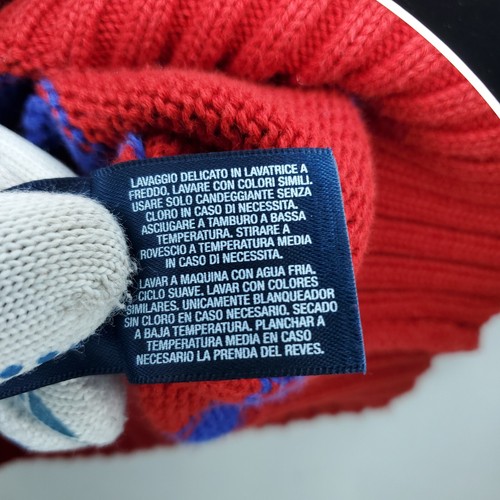 LAVAGGIO DELICATO IN LAVATRICE A
FREDDO. LAVARE CON COLORI SIMILI.
USARE SOLO CANDEGGIANTE SENZA
CLORO IN CASO DI NECESSITA.
ASCIUGARE A TAMBURO A BASSA
TEMPERATURA. STIRARE A
ROVESCIO A TEMPERATURA MEDIA
IN CASO DI NECESSITA.
LAVAR A MAQUINA CON AGUA FRIA.
CICLO SUAVE. LAVAR CON COLORES
SIMILARES. UNICAMENTE BLANQUEADOR
SIN CLORO EN CASO NECESARIO. SECADO
A BAJA TEMPERATURA. PLANCHAR A
TEMPERATURA MEDIA EN CASO
NECESARIO LA PRENDA DEL REVES.